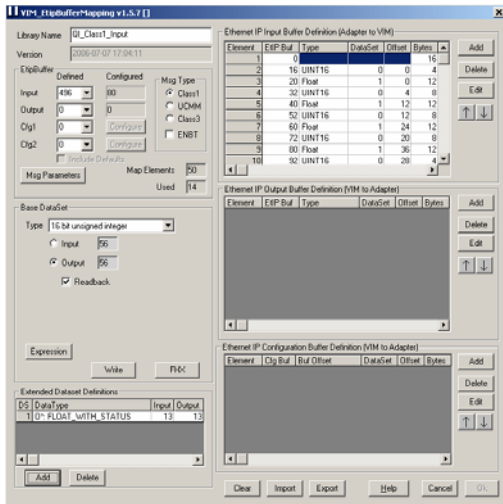 VIM_EtipBufferMapping v1.5.7 []
Library Name QI_Class1_Input
Version 2006-07-07 17:04:11
EtipBuffer
Defined Configured
Input 496 80
Output 0 0
Cfg1 0 Configure
Cfg2 0 Configure
Include Defaults
Msg Type
Class1
UCMM
Class3
ENBT
Msg Parameters
Map Elements 50
Used 14
Base DataSet
Type 16 bit unsigned integer
Input 56
Output 56
Readback
Expression
Write FHX
Extended Dataset Definitions
DS DataType Input Output
1 0*: FLOAT_WITH_STATUS 13 13
Add Delete
Ethernet IP Input Buffer Definition (Adapter to VIM)
Element EtIP Buf Type DataSet Offset Bytes
1 0 16
2 16 UINT16 0 0 4
3 20 Float 1 0 12
4 32 UINT16 0 4 8
5 40 Float 1 12 12
6 52 UINT16 0 12 8
7 60 Float 1 24 12
8 72 UINT16 0 20 8
9 80 Float 1 36 12
10 92 UINT16 0 28 4
Add
Delete
Edit
Ethernet IP Output Buffer Definition (VIM to Adapter)
Element EtIP Buf Type DataSet Offset Bytes
Add
Delete
Edit
Ethernet IP Configuration Buffer Definition (VIM to Adapter)
Element Cfg Buf Buf Offset DataSet Offset Bytes
Add
Delete
Edit
Clear Import Export Help Cancel Ok